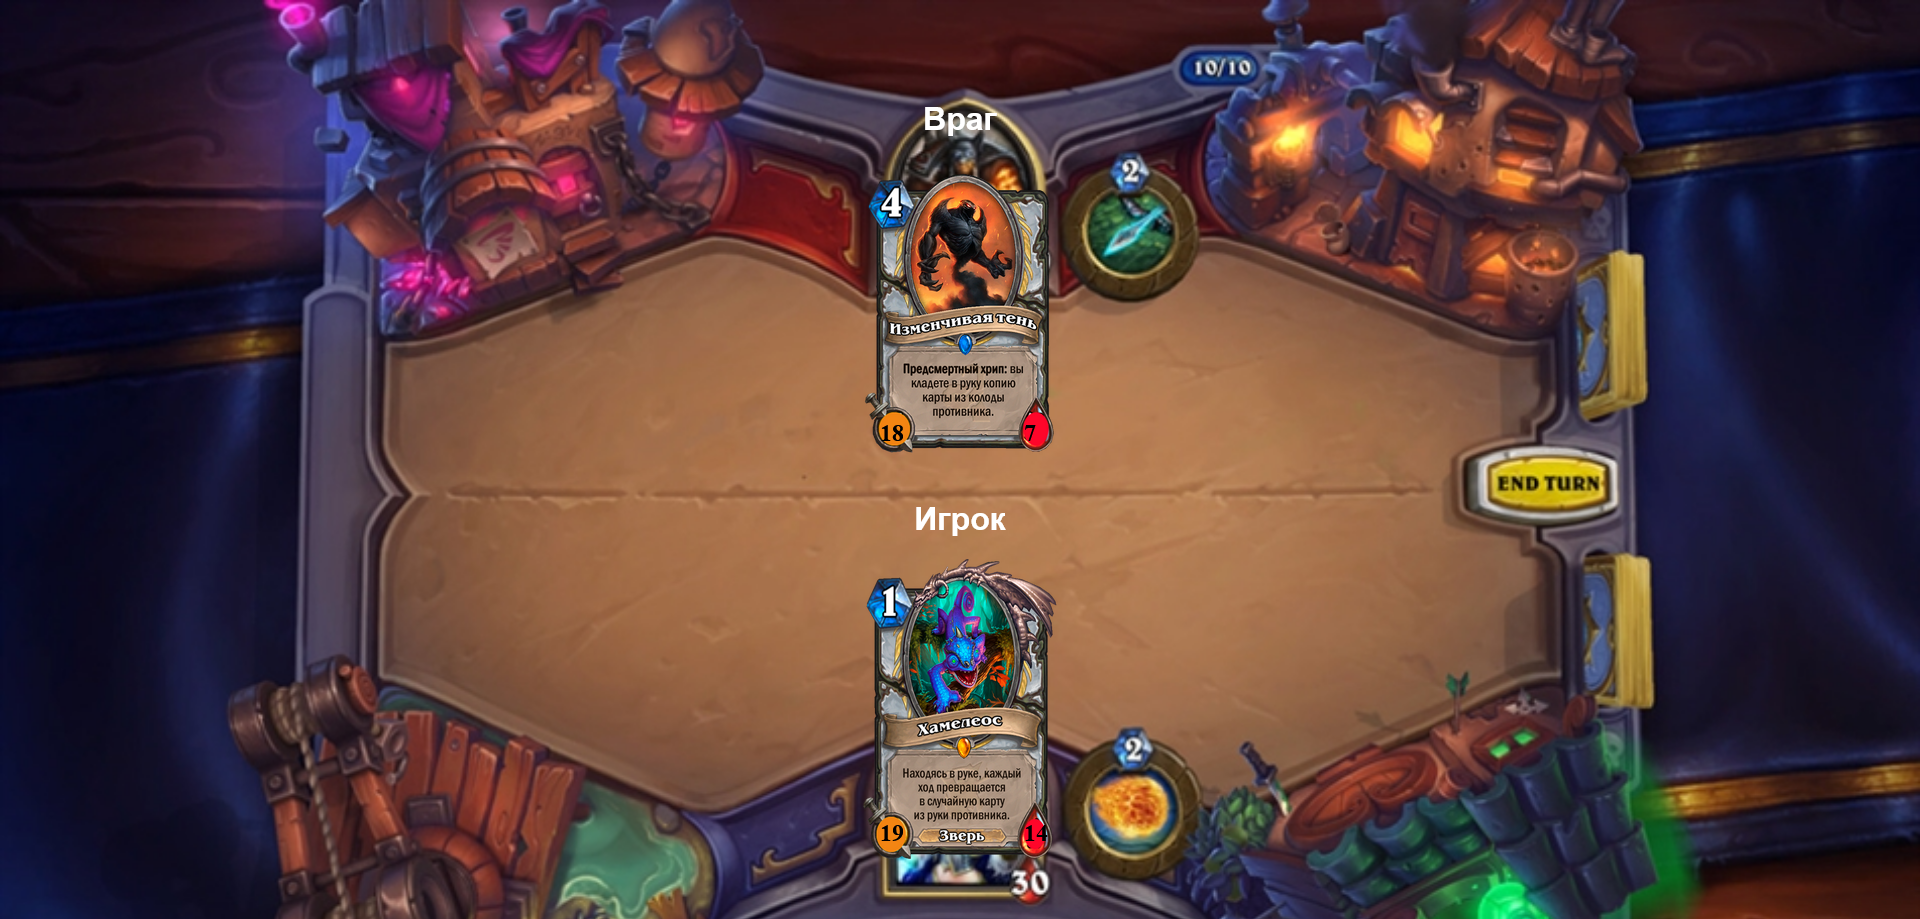 10/10
Враг
2
4
Изменчивая тень
Предсмертный хрип: вы
кладете в руку копию
карты из колоды
противника.
18
7
END TURN
Игрок
1
Хамелеос
Находясь в руке, каждый
ход превращается
в случайную карту
из руки противника.
19
Зверь
14
2
30